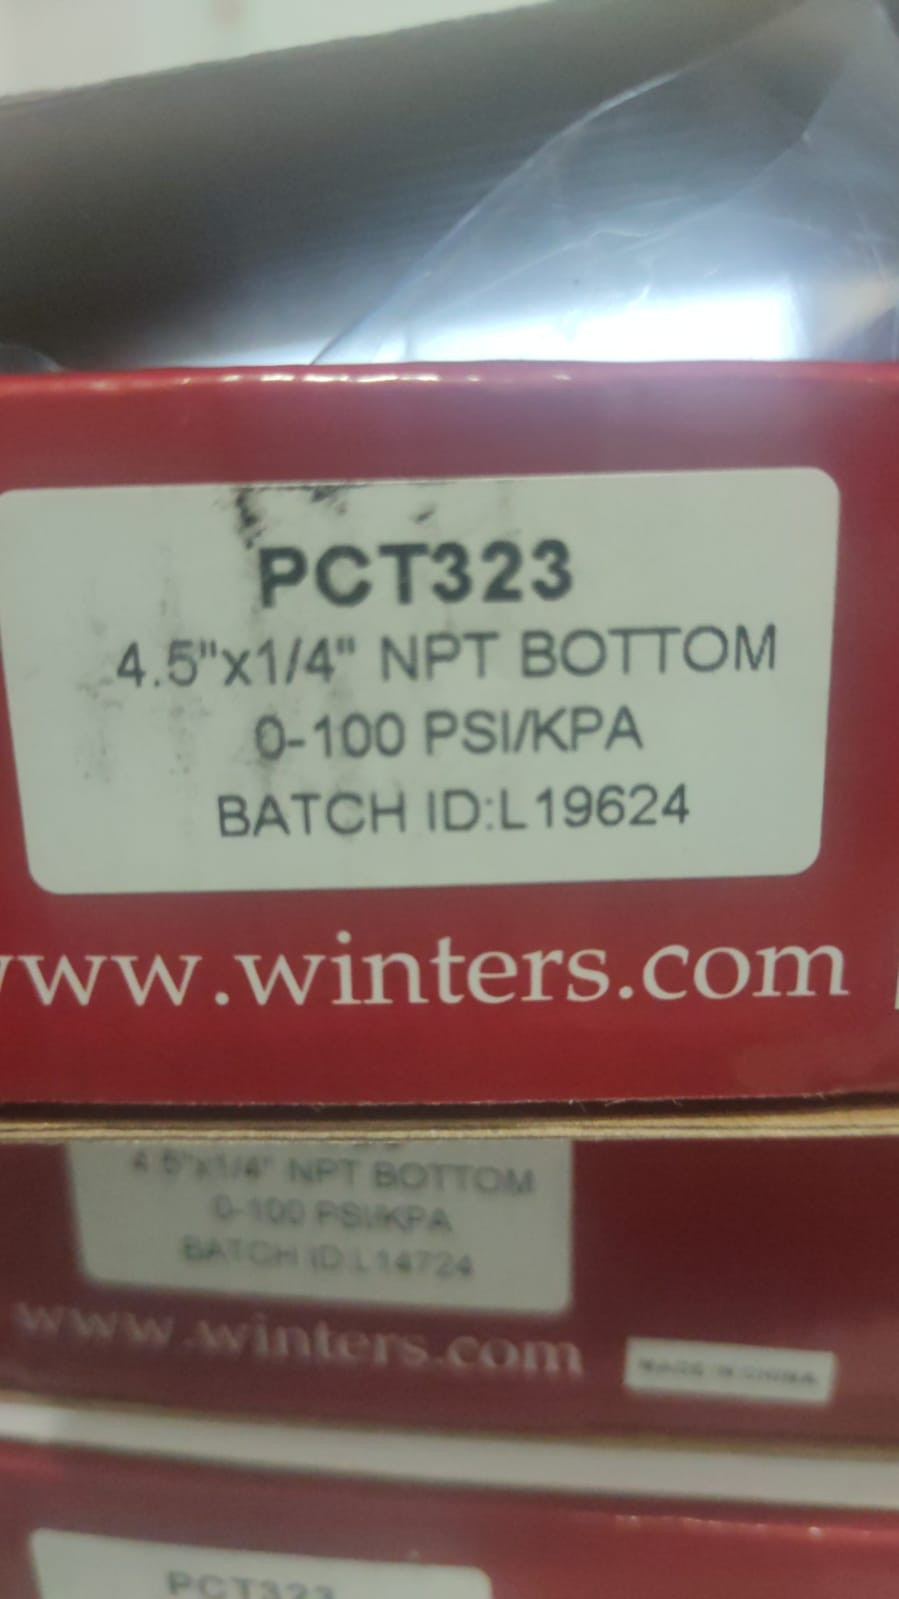 PCT323
4.5"x1/4" NPT BOTTOM
0-100 PSI/KPA
BATCH ID:L19624
www.winters.com
4.5"x1/4" NPT BOTTOM
0-100 PSI/KPA
BATCH ID:L14724
www.winters.com
MADE IN CHINA
PCT323